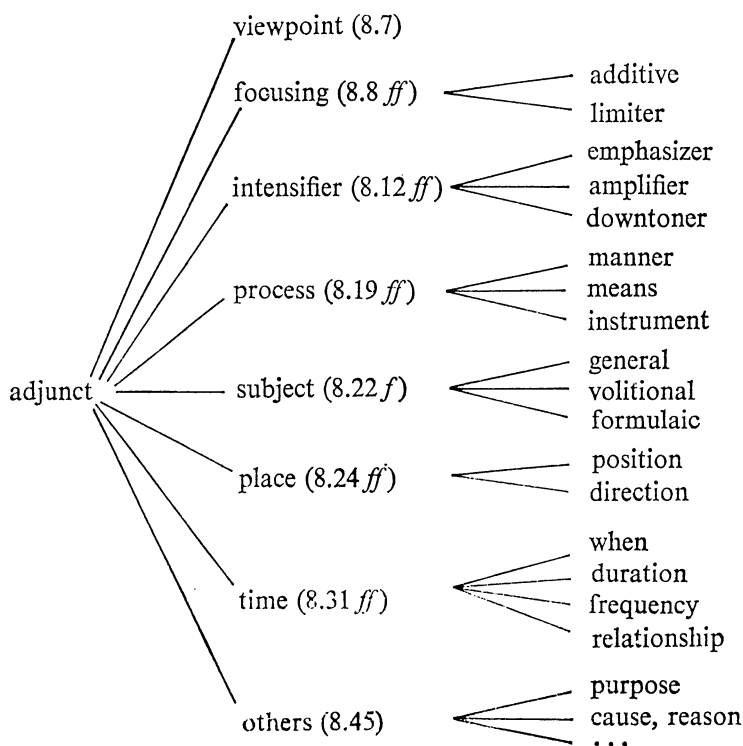 viewpoint (8.7)
focusing (8.8 ff)
additive
limiter
intensifier (8.12 ff)
emphasizer
amplifier
downtoner
process (8.19 ff)
manner
means
instrument
adjunct
subject (8.22 f)
general
volitional
formulaic
place (8.24 ff)
position
direction
time (8.31 ff)
when
duration
frequency
relationship
others (8.45)
purpose
cause, reason
...